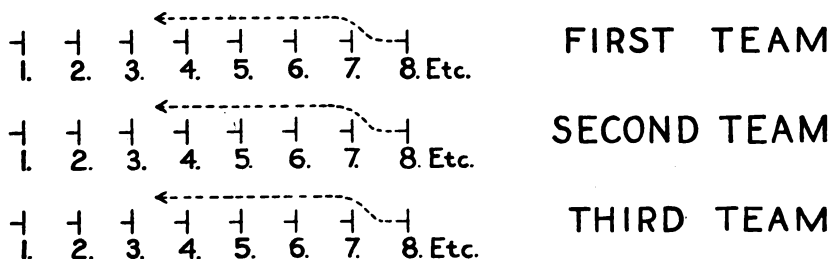 FIRST TEAM
1. 2. 3. 4. 5. 6. 7. 8. Etc.
SECOND TEAM
1. 2. 3. 4. 5. 6. 7. 8. Etc.
THIRD TEAM
1. 2. 3. 4. 5. 6. 7. 8. Etc.